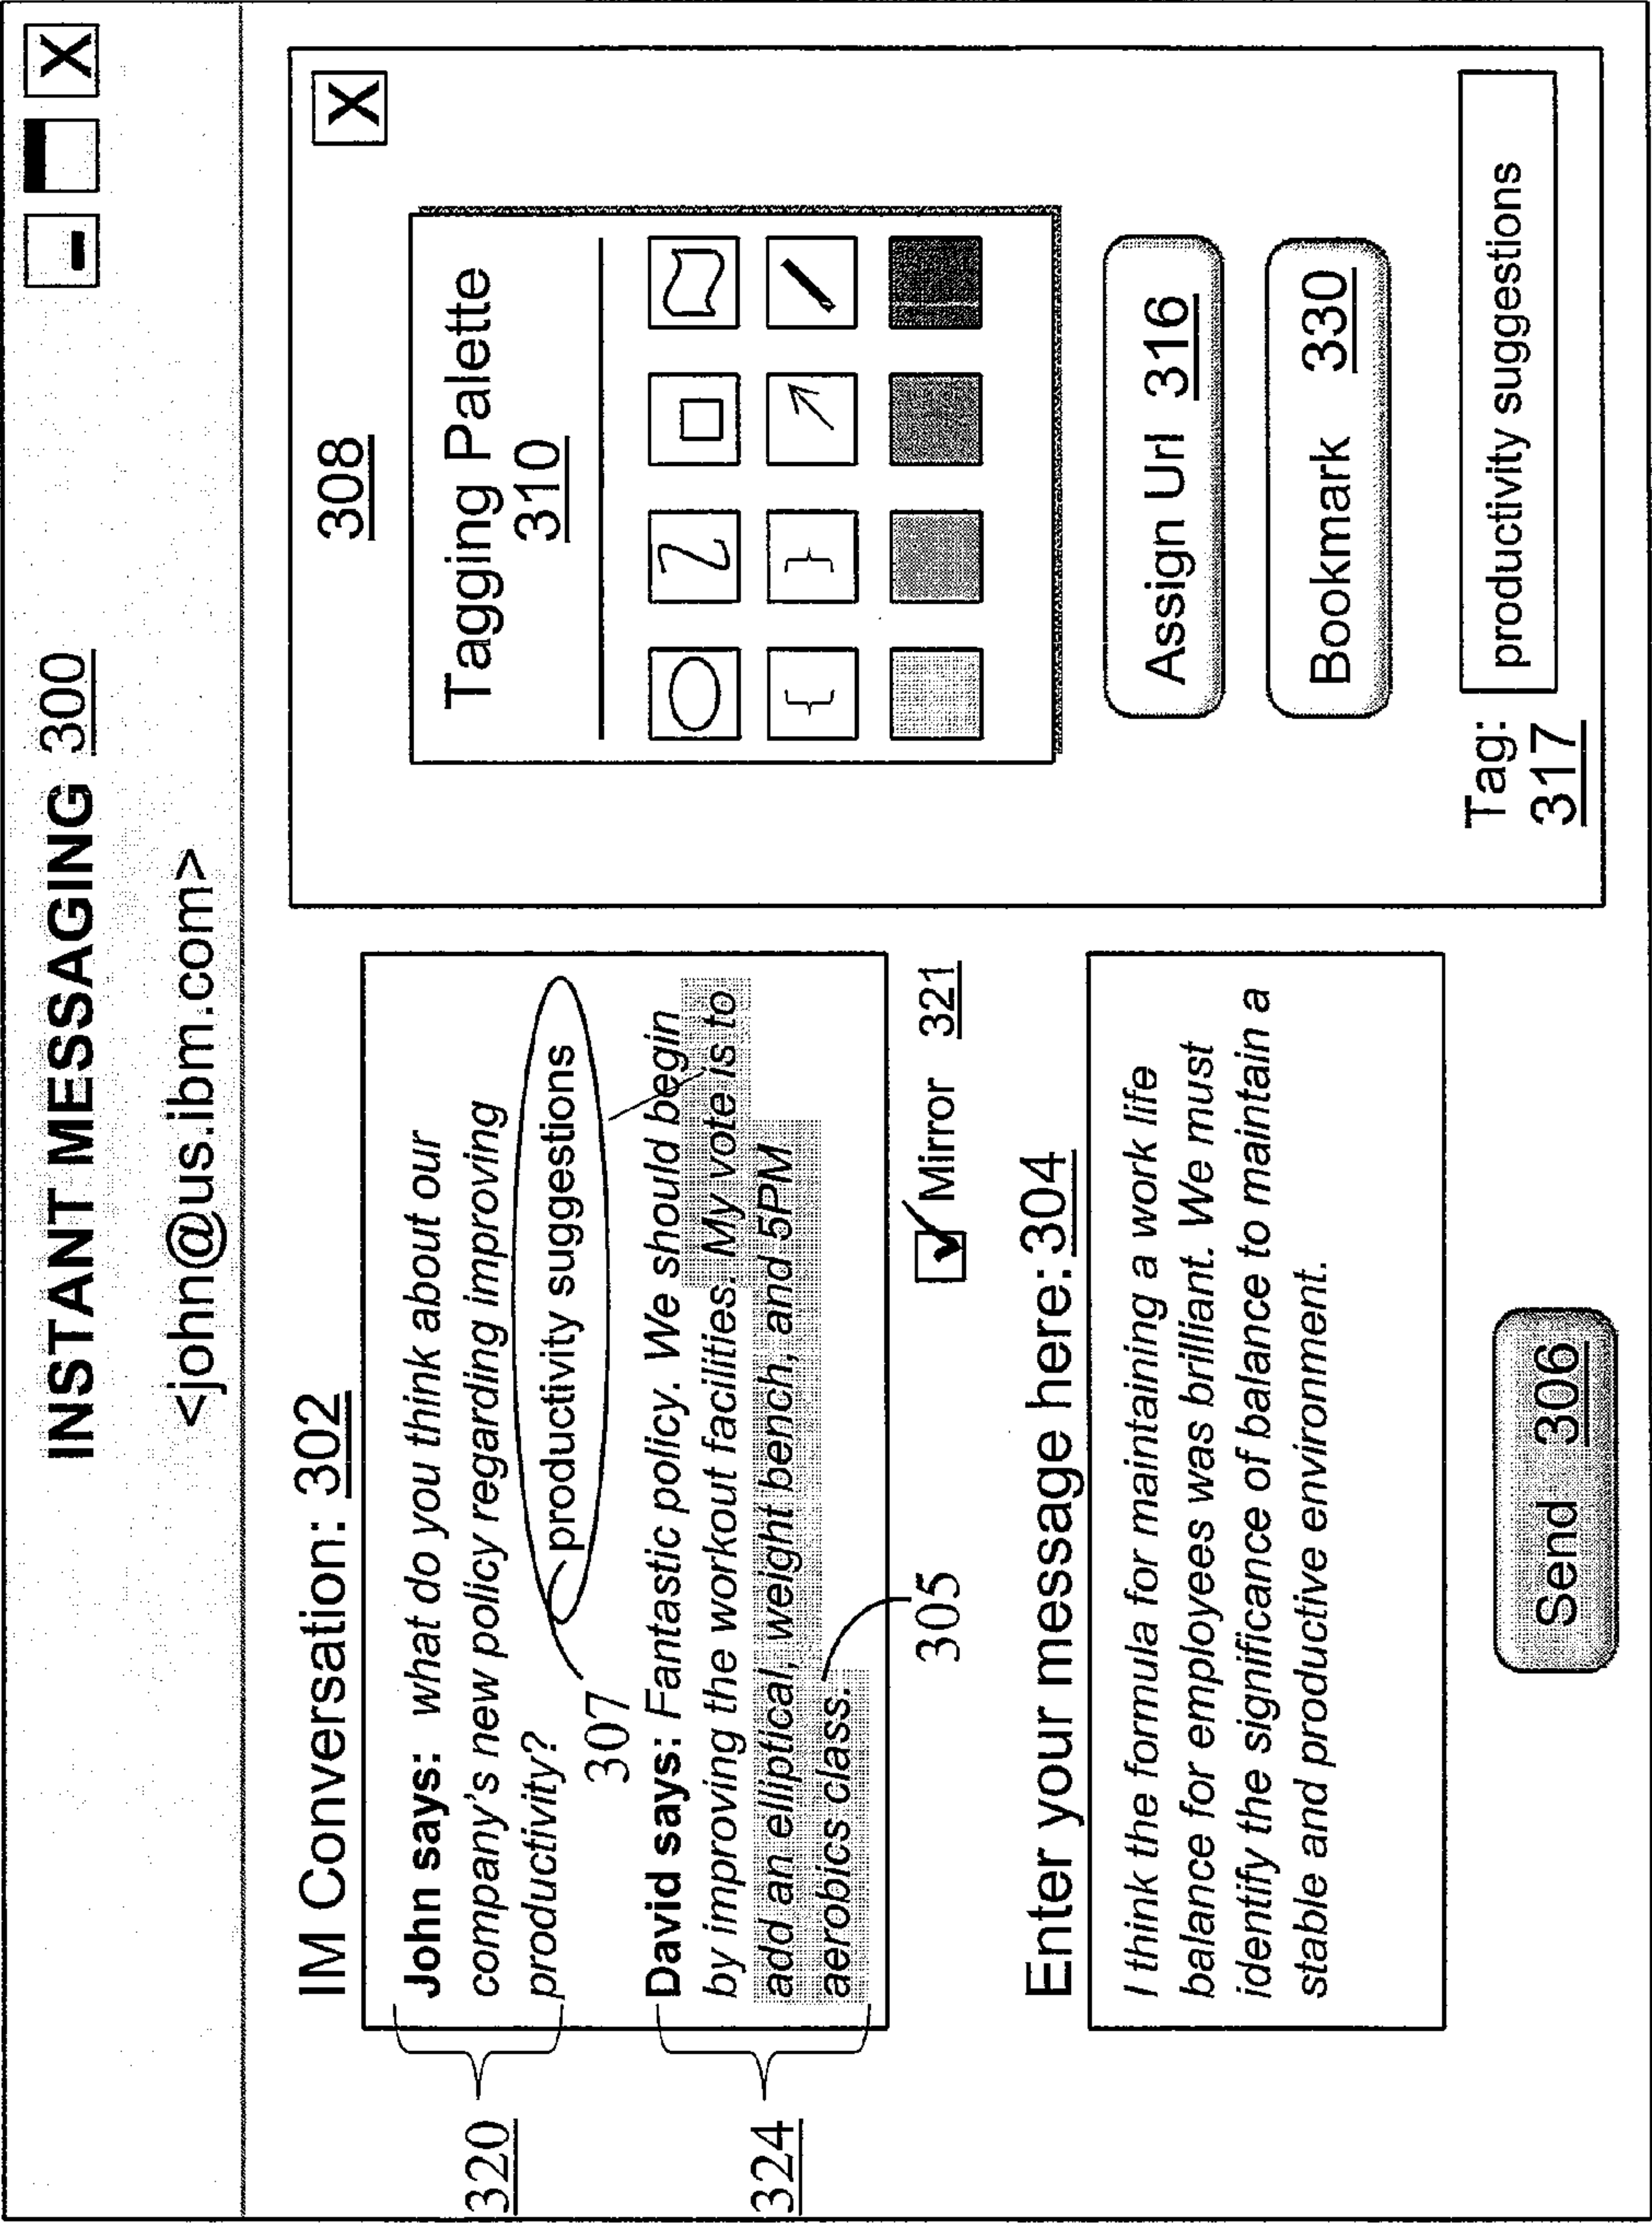 INSTANT MESSAGING 300
X
<john@us.ibm.com>
IM Conversation: 302
John says: what do you think about our
company's new policy regarding improving
productivity?
productivity suggestions
307
David says: Fantastic policy. We should begin
by improving the workout facilities. My vote is to
add an elliptical, weight bench, and 5PM
aerobics class.
320
324
305
Mirror 321
Enter your message here: 304
I think the formula for maintaining a work life
balance for employees was brilliant. We must
identify the significance of balance to maintain a
stable and productive environment.
Send 306
308
X
Tagging Palette
310
Assign Url 316
Bookmark 330
Tag:
317
productivity suggestions